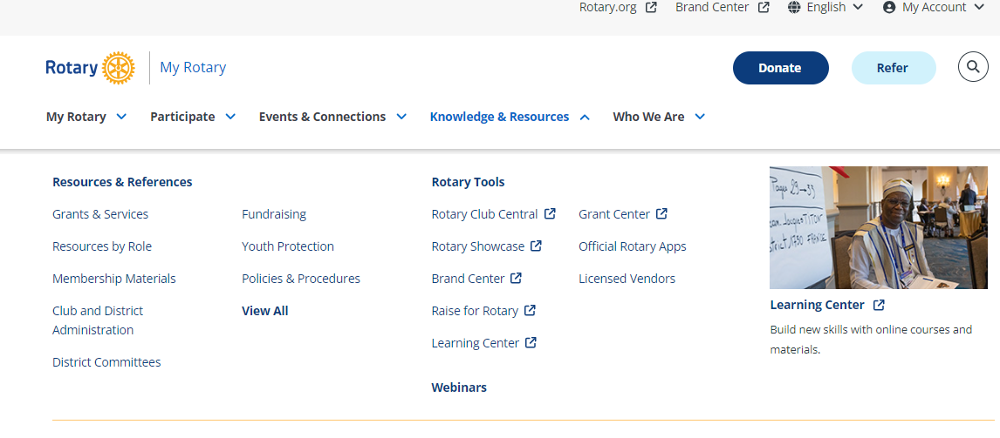 Rotary.org
Brand Center
English
My Account
Rotary
My Rotary
Donate
Refer
My Rotary
Participate
Events & Connections
Knowledge & Resources
Who We Are
Resources & References
Grants & Services
Resources by Role
Membership Materials
Club and District
Administration
District Committees
Fundraising
Youth Protection
Policies & Procedures
View All
Rotary Tools
Rotary Club Central
Rotary Showcase
Brand Center
Raise for Rotary
Learning Center
Grant Center
Official Rotary Apps
Licensed Vendors
Webinars
Pages 29→33
Jacques TITON
1730 FRANCE
Learning Center
Build new skills with online courses and
materials.